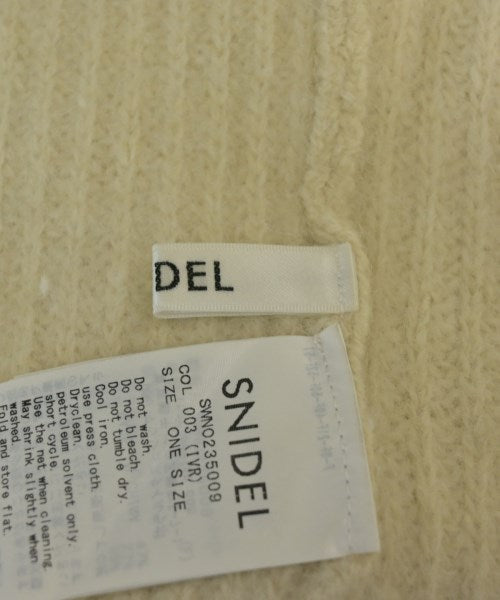 DEL
SNIDEL
SWNO235009
COL 003(IVR)
SIZE ONE SIZE
Do not wash.
Do not bleach.
Do not tumble dry.
Cool iron.
use press cloth.
Dryclean.
petroleum solvent only.
short cycle.
Use the net when cleaning.
May shrink slightly when
washed.
Fold and store flat.